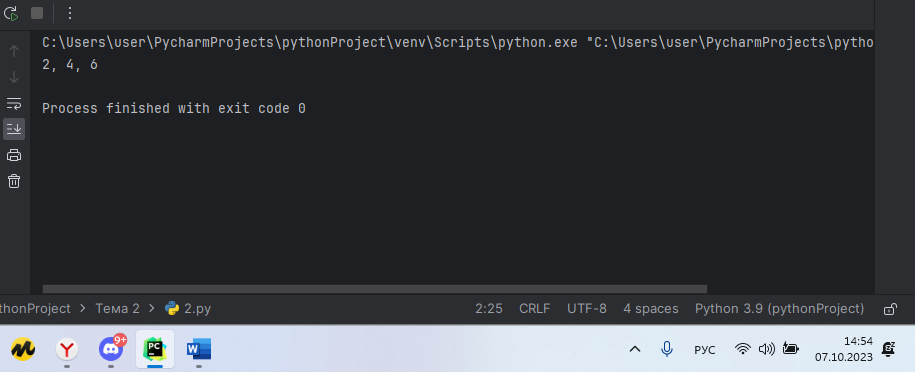 C:\Users\user\PycharmProjects\pythonProject\venv\Scripts\python.exe "C:\Users\user\PycharmProjects\pytho
2, 4, 6
Process finished with exit code 0
thonProject > Тема 2 > 2.py
2:25 CRLF UTF-8 4 spaces Python 3.9 (pythonProject)
9+
PC
W
РУС
14:54
07.10.2023